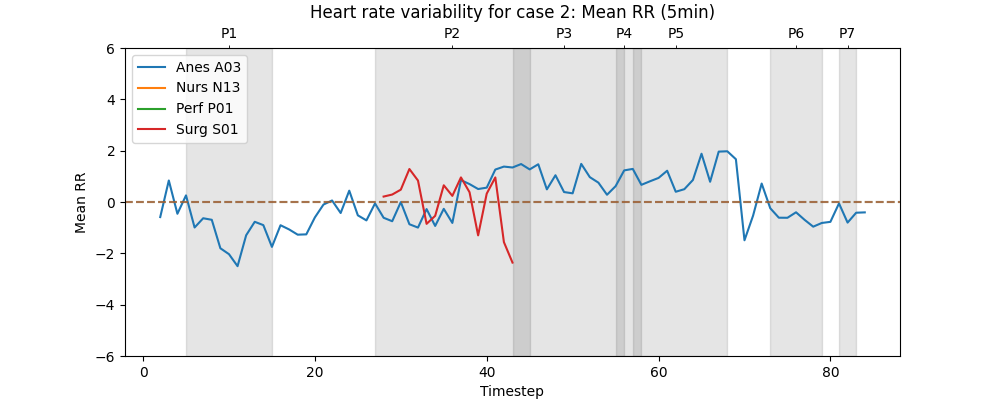 Heart rate variability for case 2: Mean RR (5min)
P1 P2 P3 P4 P5 P6 P7
6
4
2
0
−2
−4
−6
Mean RR
Anes A03
Nurs N13
Perf P01
Surg S01
0 20 40 60 80
Timestep